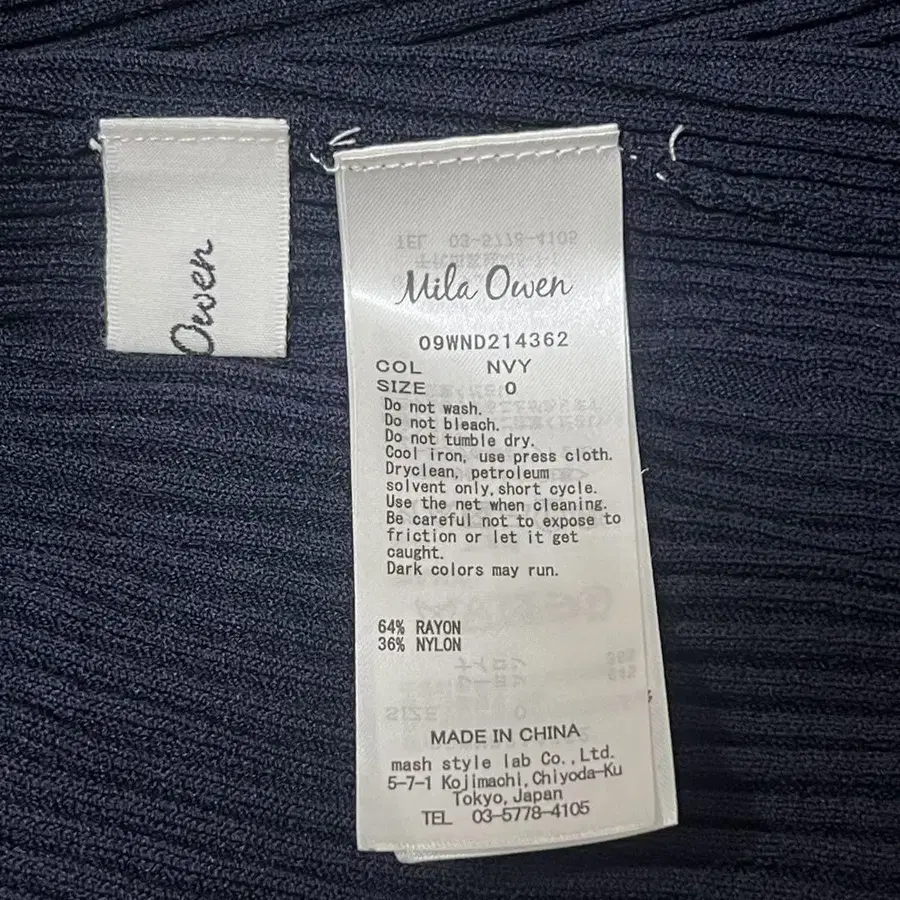 Owen
Mila Owen
09WND214362
COL NVY
SIZE 0
Do not wash.
Do not bleach.
Do not tumble dry.
Cool iron, use press cloth.
Dryclean, petroleum
solvent only, short cycle.
Use the net when cleaning.
Be careful not to expose to
friction or let it get
caught.
Dark colors may run.
64% RAYON
36% NYLON
MADE IN CHINA
mash style lab Co., Ltd.
5-7-1 Kojimachi, Chiyoda-Ku
Tokyo, Japan
TEL 03-5778-4105